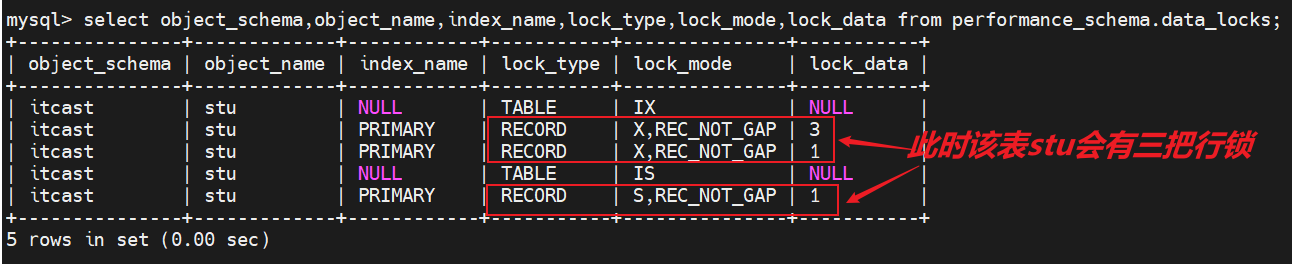 mysql> select object_schema,object_name,index_name,lock_type,lock_mode,lock_data from performance_schema.data_locks;
+---------------+-------------+------------+-----------+---------------+-----------+
| object_schema | object_name | index_name | lock_type | lock_mode     | lock_data |
+---------------+-------------+------------+-----------+---------------+-----------+
| itcast        | stu         | NULL       | TABLE     | IX            | NULL      |
| itcast        | stu         | PRIMARY    | RECORD    | X,REC_NOT_GAP | 3         |
| itcast        | stu         | PRIMARY    | RECORD    | X,REC_NOT_GAP | 1         |
| itcast        | stu         | NULL       | TABLE     | IS            | NULL      |
| itcast        | stu         | PRIMARY    | RECORD    | S,REC_NOT_GAP | 1         |
+---------------+-------------+------------+-----------+---------------+-----------+
5 rows in set (0.00 sec)
此时该表stu会有三把行锁